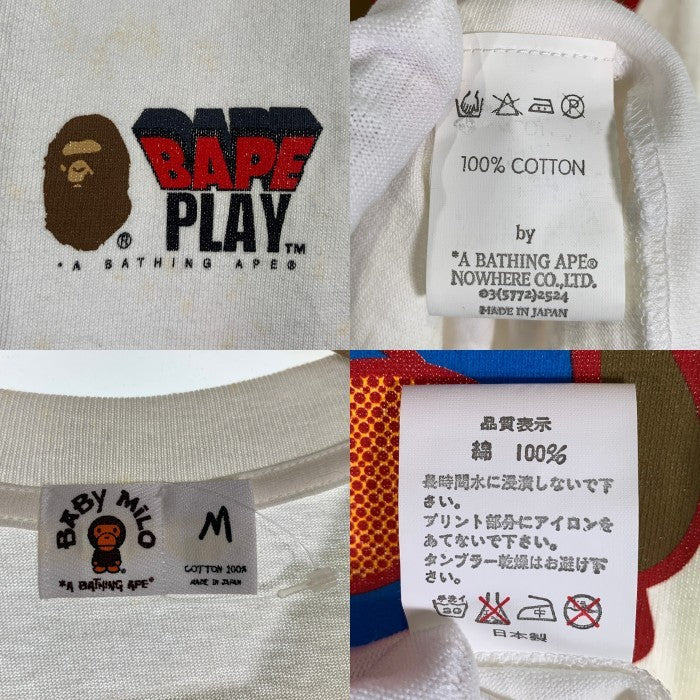 BAPE
PLAY™
®
*A BATHING APE®
100% COTTON
by
*A BATHING APE®
NOWHERE CO.,LTD.
✆3(5772)2524
MADE IN JAPAN
BABY MILO
*A BATHING APE*
M
COTTON 100%
MADE IN JAPAN
品質表示
綿 100%
長時間水に浸漬しないで下
さい。
プリント部分にアイロンを
あてないで下さい。
タンブラー乾燥はお避け下
さい。
日本製